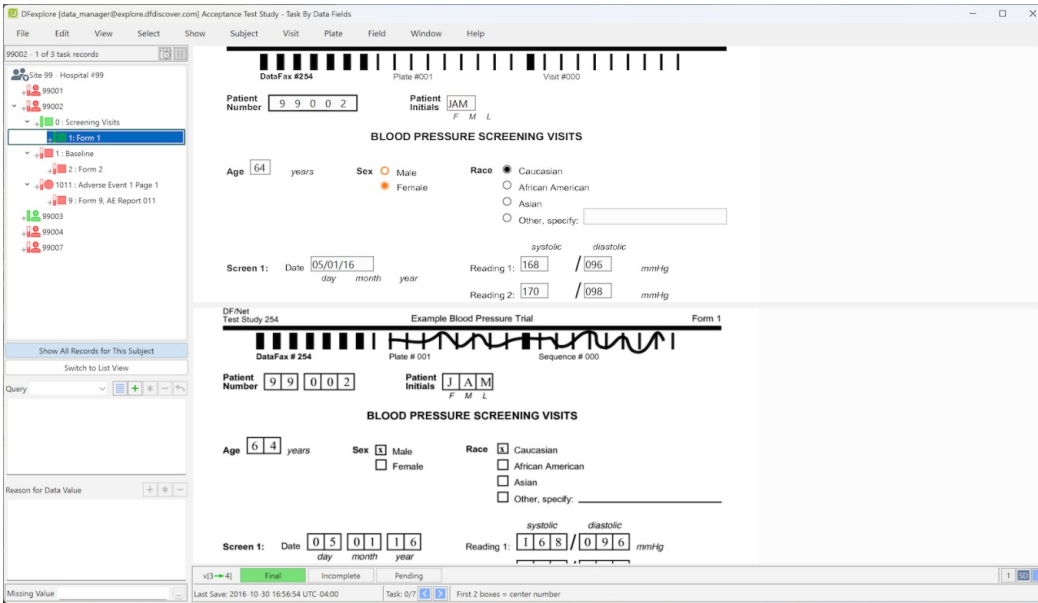 DFexplore [data_manager@explore.dfdiscover.com] Acceptance Test Study - Task By Data Fields
File Edit View Select Show Subject Visit Plate Field Window Help
99002 - 1 of 3 task records
Site 99 - Hospital #99
99001
99002
0 : Screening Visits
1: Form 1
1 : Baseline
2 : Form 2
1011 : Adverse Event 1 Page 1
9 : Form 9, AE Report 011
99003
99004
99007
Show All Records for This Subject
Switch to List View
Query
Reason for Data Value
Missing Value
DataFax #254 Plate #001 Visit #000
Patient Number 9 9 0 0 2 Patient Initials JAM
F M L
BLOOD PRESSURE SCREENING VISITS
Age 64 years Sex Male Race Caucasian
Female African American
Asian
Other, specify:
systolic diastolic
Screen 1: Date 05/01/16 Reading 1: 168 / 096 mmHg
day month year
Reading 2: 170 / 098 mmHg
DF/Net
Test Study 254 Example Blood Pressure Trial Form 1
DataFax # 254 Plate # 001 Sequence # 000
Patient Number 9 9 0 0 2 Patient Initials J A M
F M L
BLOOD PRESSURE SCREENING VISITS
Age 6 4 years Sex x Male Race x Caucasian
Female African American
Asian
Other, specify:
systolic diastolic
Screen 1: Date 0 5 0 1 1 6 Reading 1: 1 6 8 / 0 9 6 mmHg
day month year
v[3→4] Final Incomplete Pending 1 SD
Last Save: 2016-10-30 16:56:54 UTC-04:00 Task: 0/7 First 2 boxes = center number